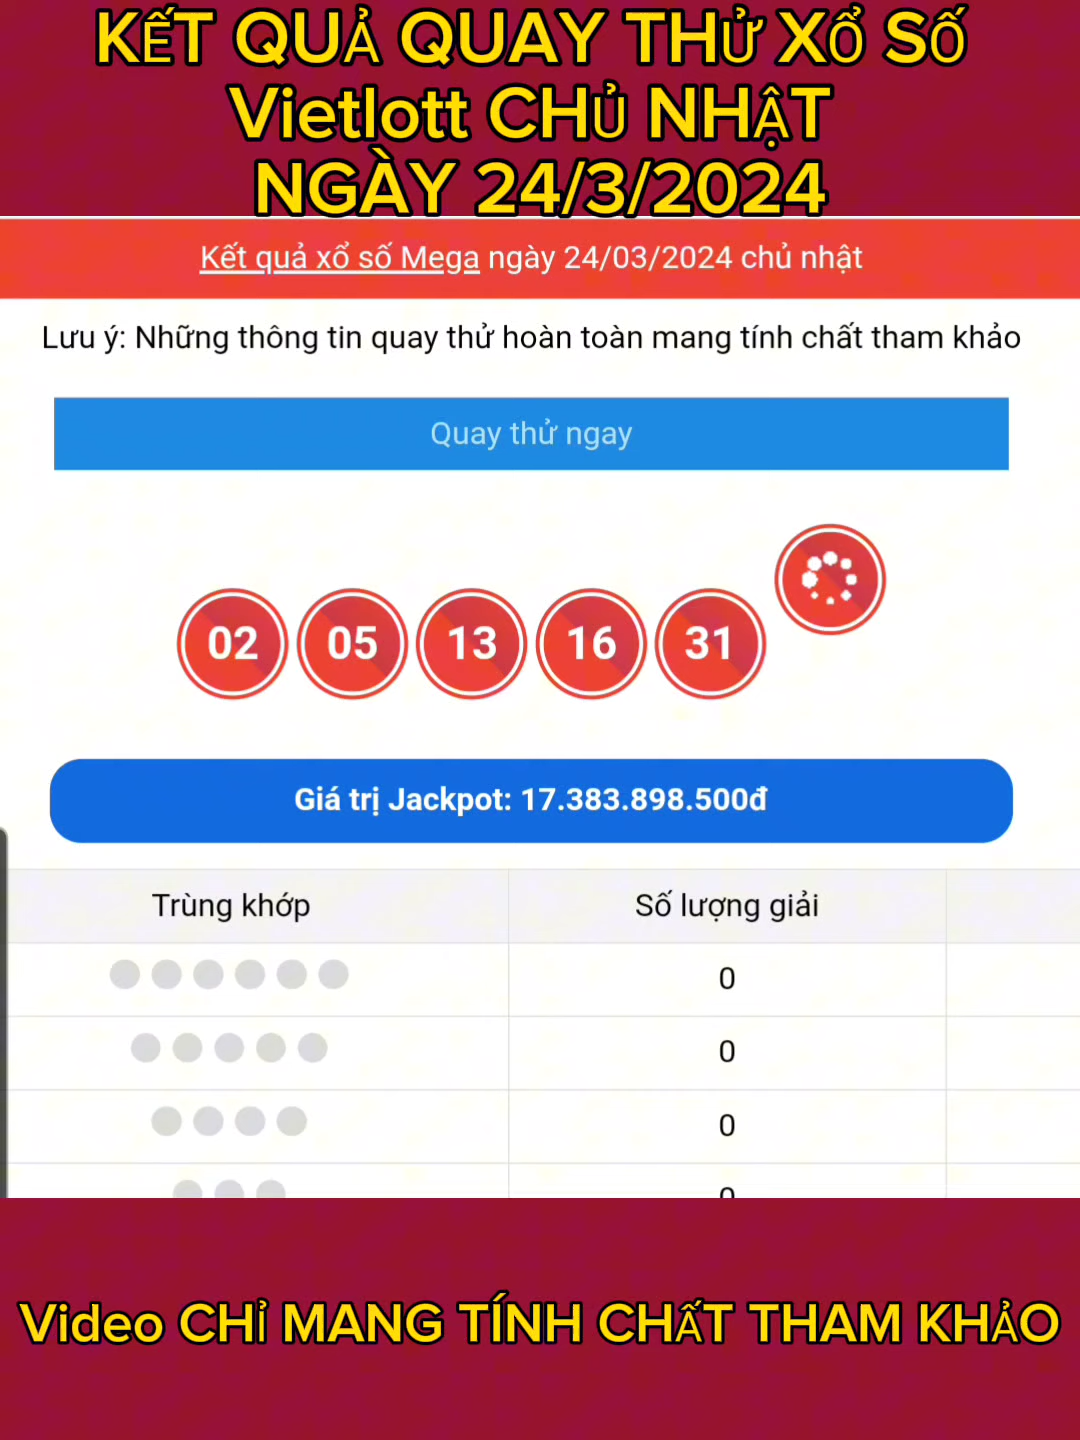 KẾT QUẢ QUAY THỬ XỔ SỐ
Vietlott CHỦ NHẬT
NGÀY 24/3/2024
Kết quả xổ số Mega ngày 24/03/2024 chủ nhật
Lưu ý: Những thông tin quay thử hoàn toàn mang tính chất tham khảo
Quay thử ngay
02 05 13 16 31
Giá trị Jackpot: 17.383.898.500đ
Trùng khớp Số lượng giải
0
0
0
0
Video CHỈ MANG TÍNH CHẤT THAM KHẢO